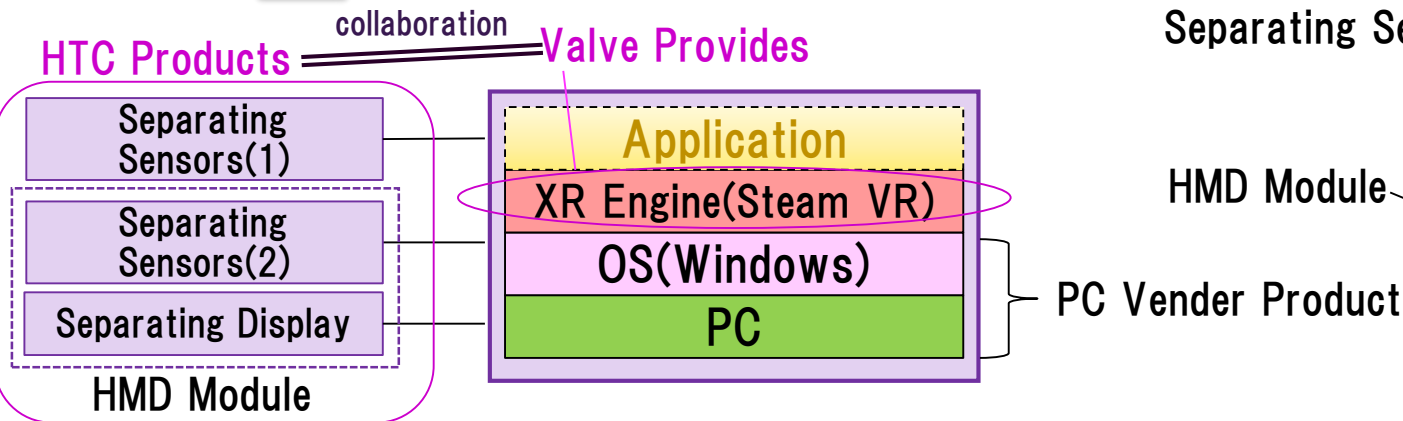 collaboration
HTC Products
Valve Provides
Separating
Sensors(1)
Separating
Sensors(2)
Separating Display
HMD Module
Application
XR Engine(Steam VR)
OS(Windows)
PC
PC Vender Product
Separating Se
HMD Module